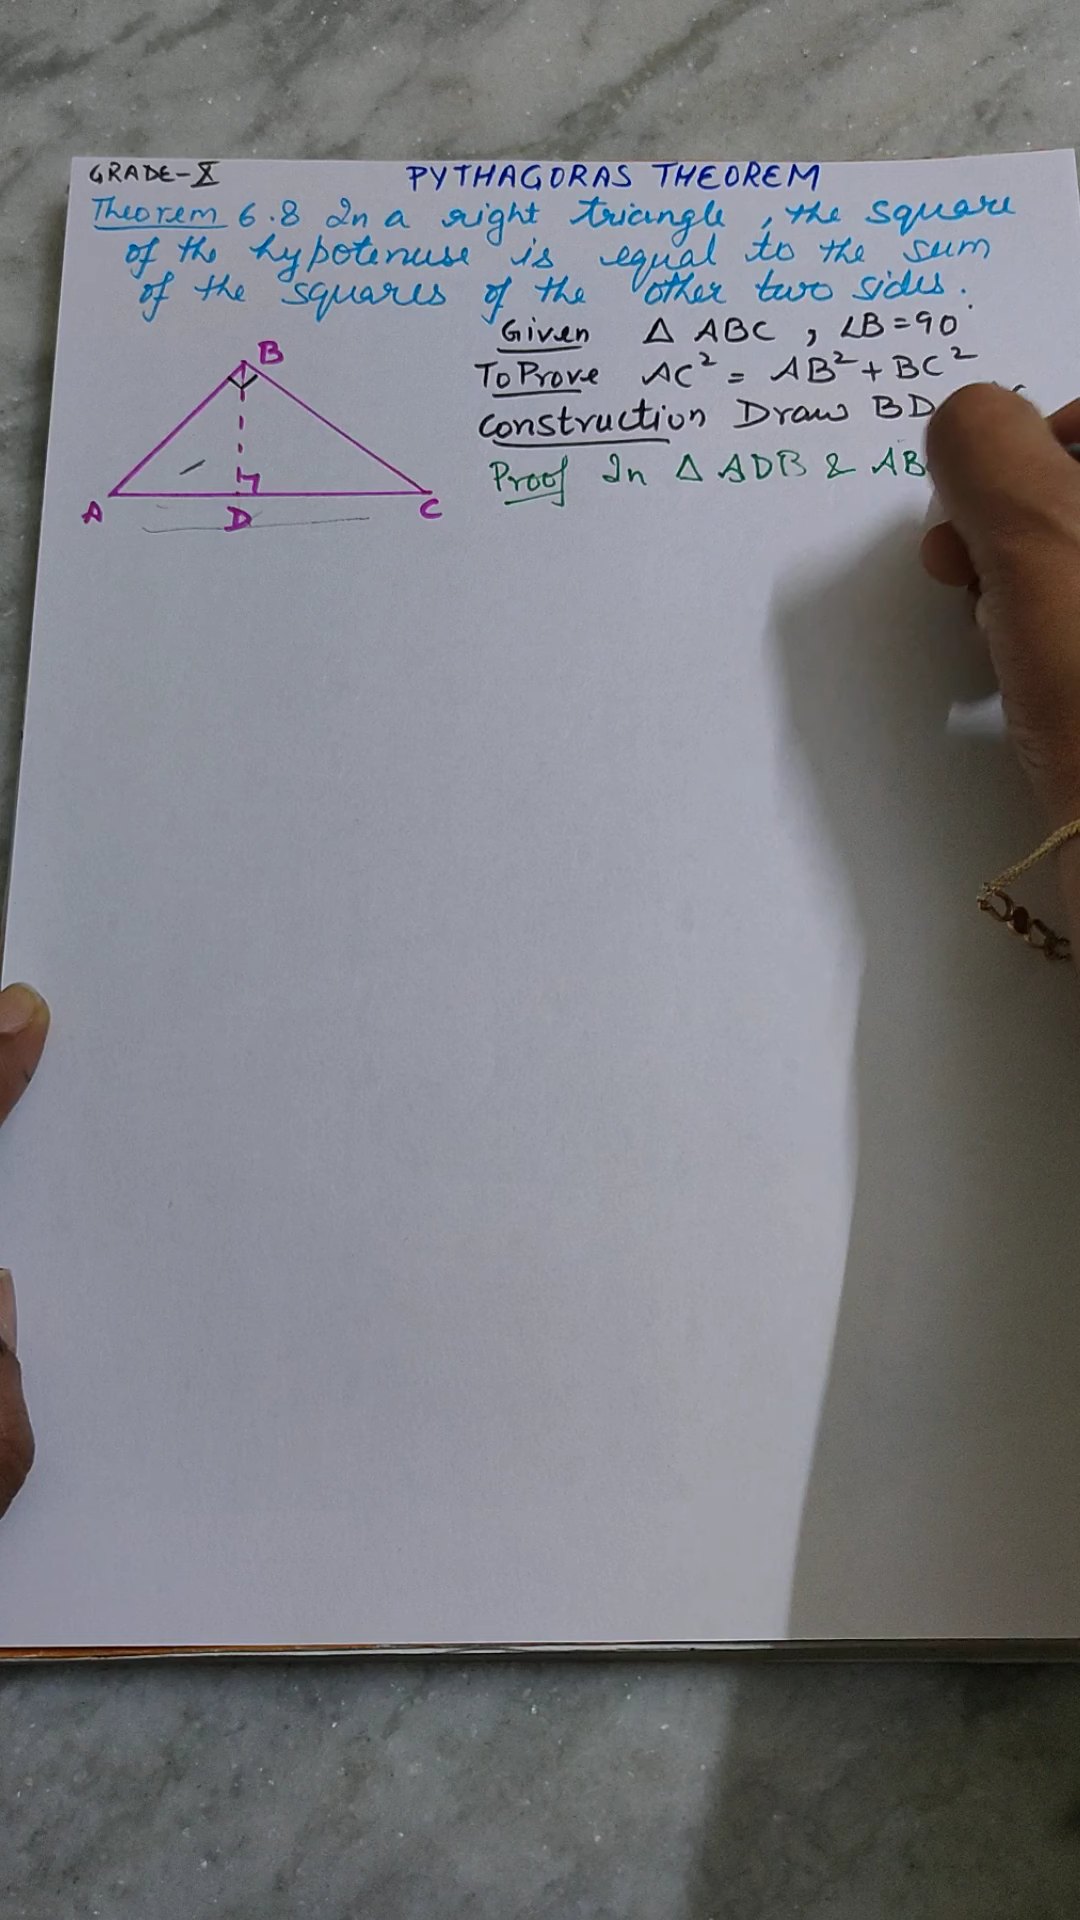 GRADE-X PYTHAGORAS THEOREM
Theorem 6.8 In a right triangle, the square
of the hypotenuse is equal to the sum
of the squares of the other two sides.
Given △ ABC, ∠B=90°
To Prove AC² = AB² + BC²
Construction Draw BD
Proof In △ ADB & AB
B
A
D
C